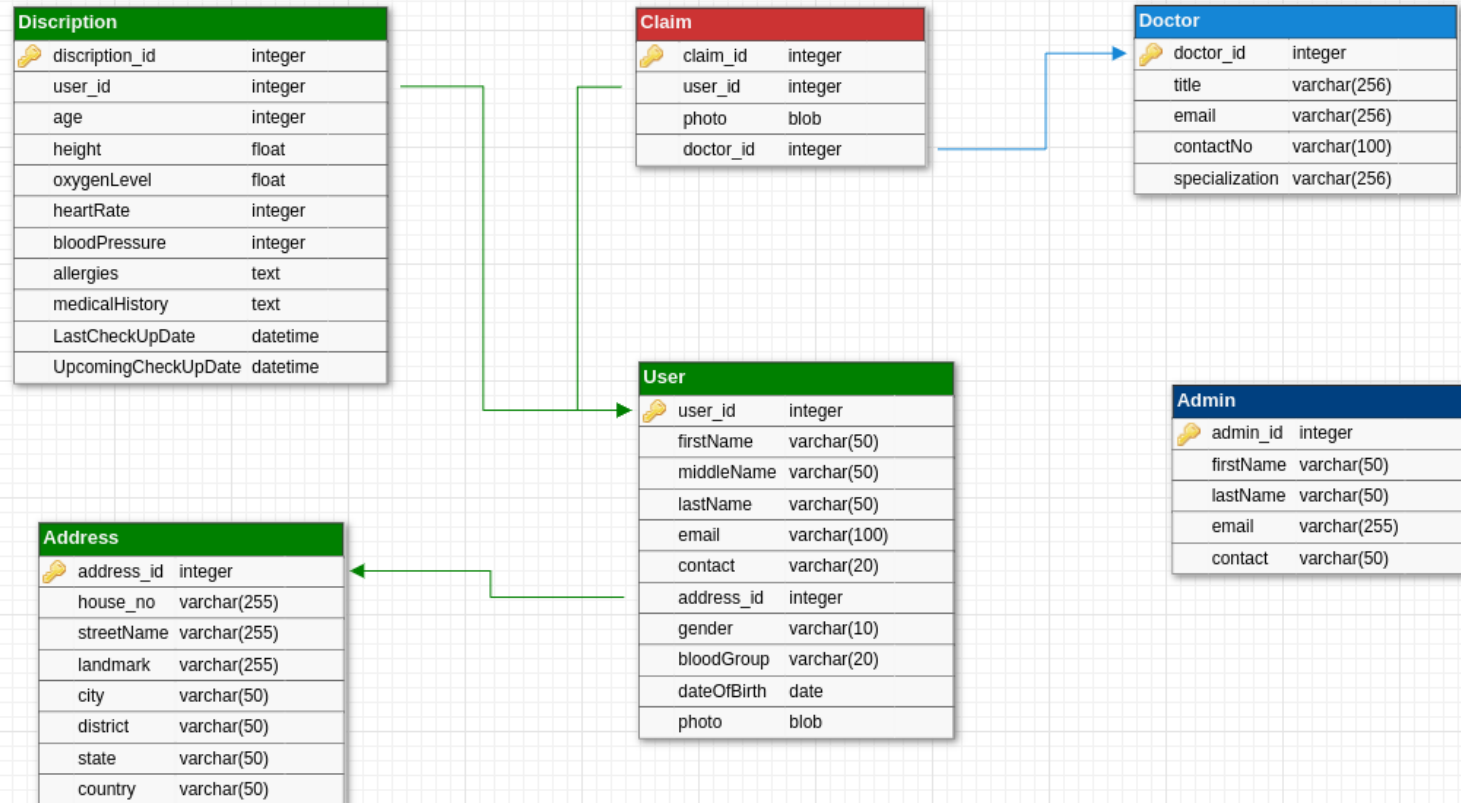 Discription
discription_id integer
user_id integer
age integer
height float
oxygenLevel float
heartRate integer
bloodPressure integer
allergies text
medicalHistory text
LastCheckUpDate datetime
UpcomingCheckUpDate datetime
Claim
claim_id integer
user_id integer
photo blob
doctor_id integer
Doctor
doctor_id integer
title varchar(256)
email varchar(256)
contactNo varchar(100)
specialization varchar(256)
User
user_id integer
firstName varchar(50)
middleName varchar(50)
lastName varchar(50)
email varchar(100)
contact varchar(20)
address_id integer
gender varchar(10)
bloodGroup varchar(20)
dateOfBirth date
photo blob
Admin
admin_id integer
firstName varchar(50)
lastName varchar(50)
email varchar(255)
contact varchar(50)
Address
address_id integer
house_no varchar(255)
streetName varchar(255)
landmark varchar(255)
city varchar(50)
district varchar(50)
state varchar(50)
country varchar(50)